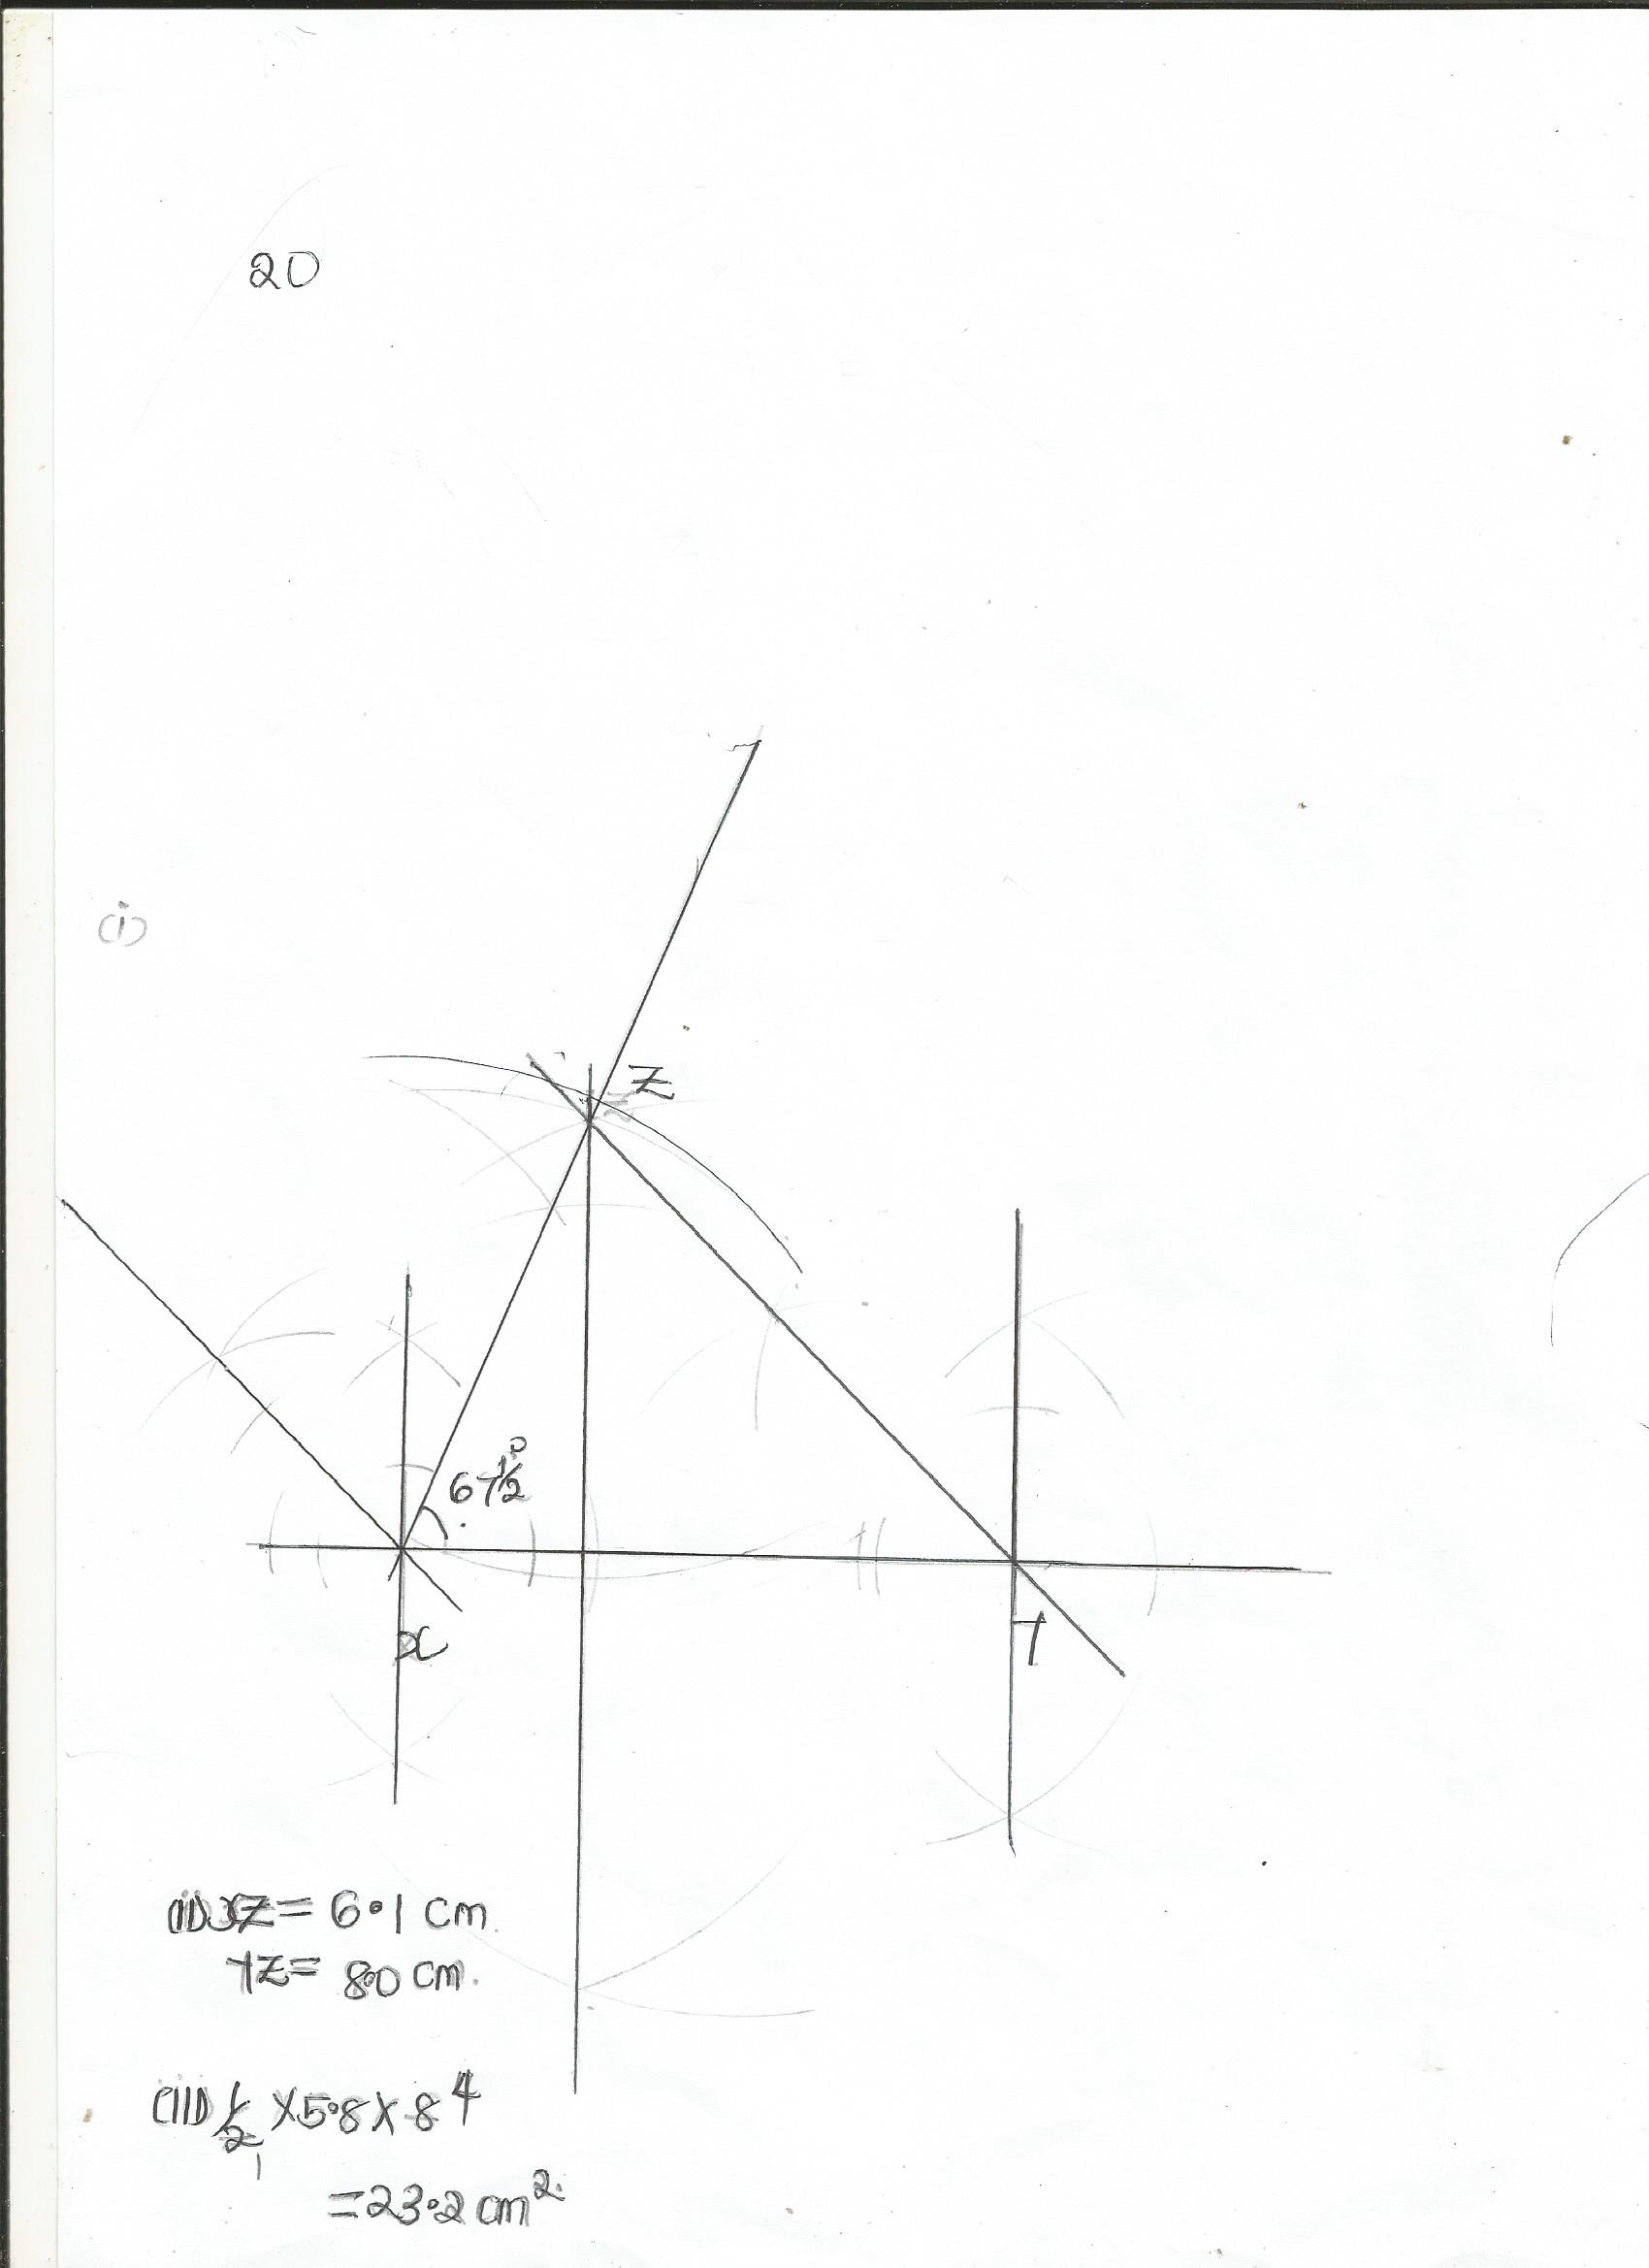 20
(i)
Z
67½°
x
Y
(ii) XZ = 6.1 cm.
YZ = 8.0 cm.
(iii) ½ × 5.8 × 8 4
1
= 23.2 cm².